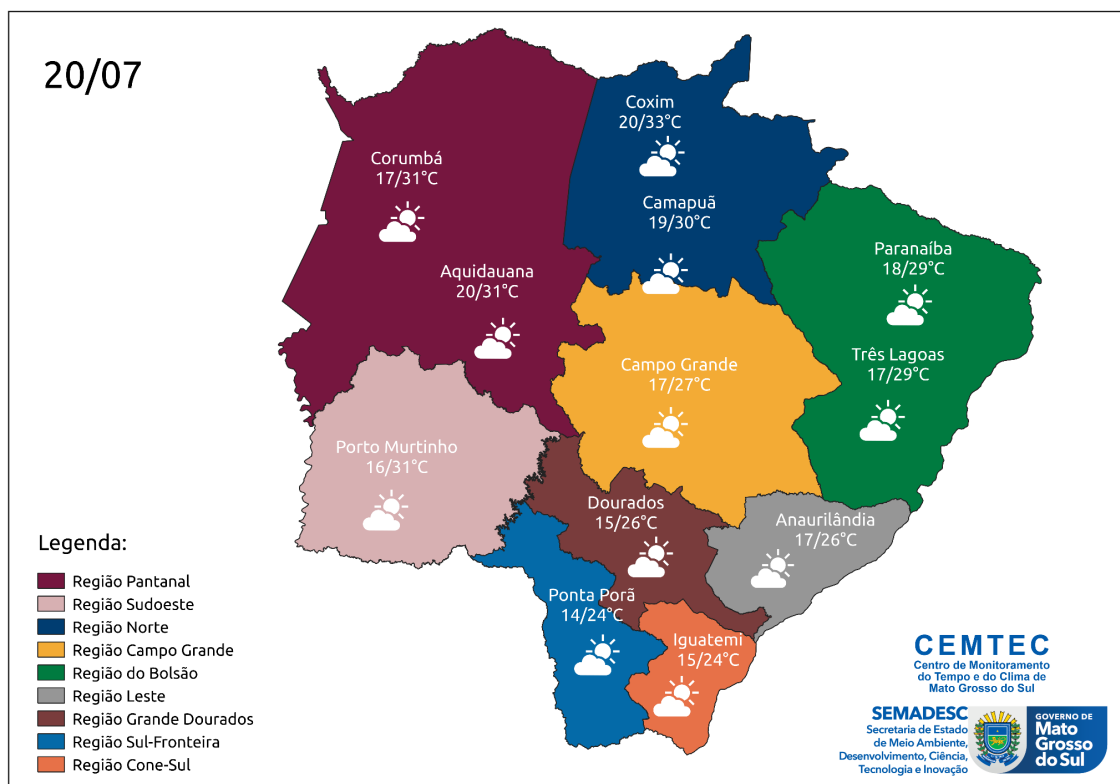 20/07
Coxim
20/33°C
Corumbá
17/31°C
Camapuã
19/30°C
Paranaíba
18/29°C
Aquidauana
20/31°C
Três Lagoas
17/29°C
Campo Grande
17/27°C
Porto Murtinho
16/31°C
Dourados
15/26°C
Anaurilândia
17/26°C
Ponta Porã
14/24°C
Iguatemi
15/24°C
Legenda:
Região Pantanal
Região Sudoeste
Região Norte
Região Campo Grande
Região do Bolsão
Região Leste
Região Grande Dourados
Região Sul-Fronteira
Região Cone-Sul
CEMTEC
Centro de Monitoramento
do Tempo e do Clima de
Mato Grosso do Sul
SEMADESC
Secretaria de Estado
de Meio Ambiente,
Desenvolvimento, Ciência,
Tecnologia e Inovação
GOVERNO DE
Mato
Grosso
do Sul